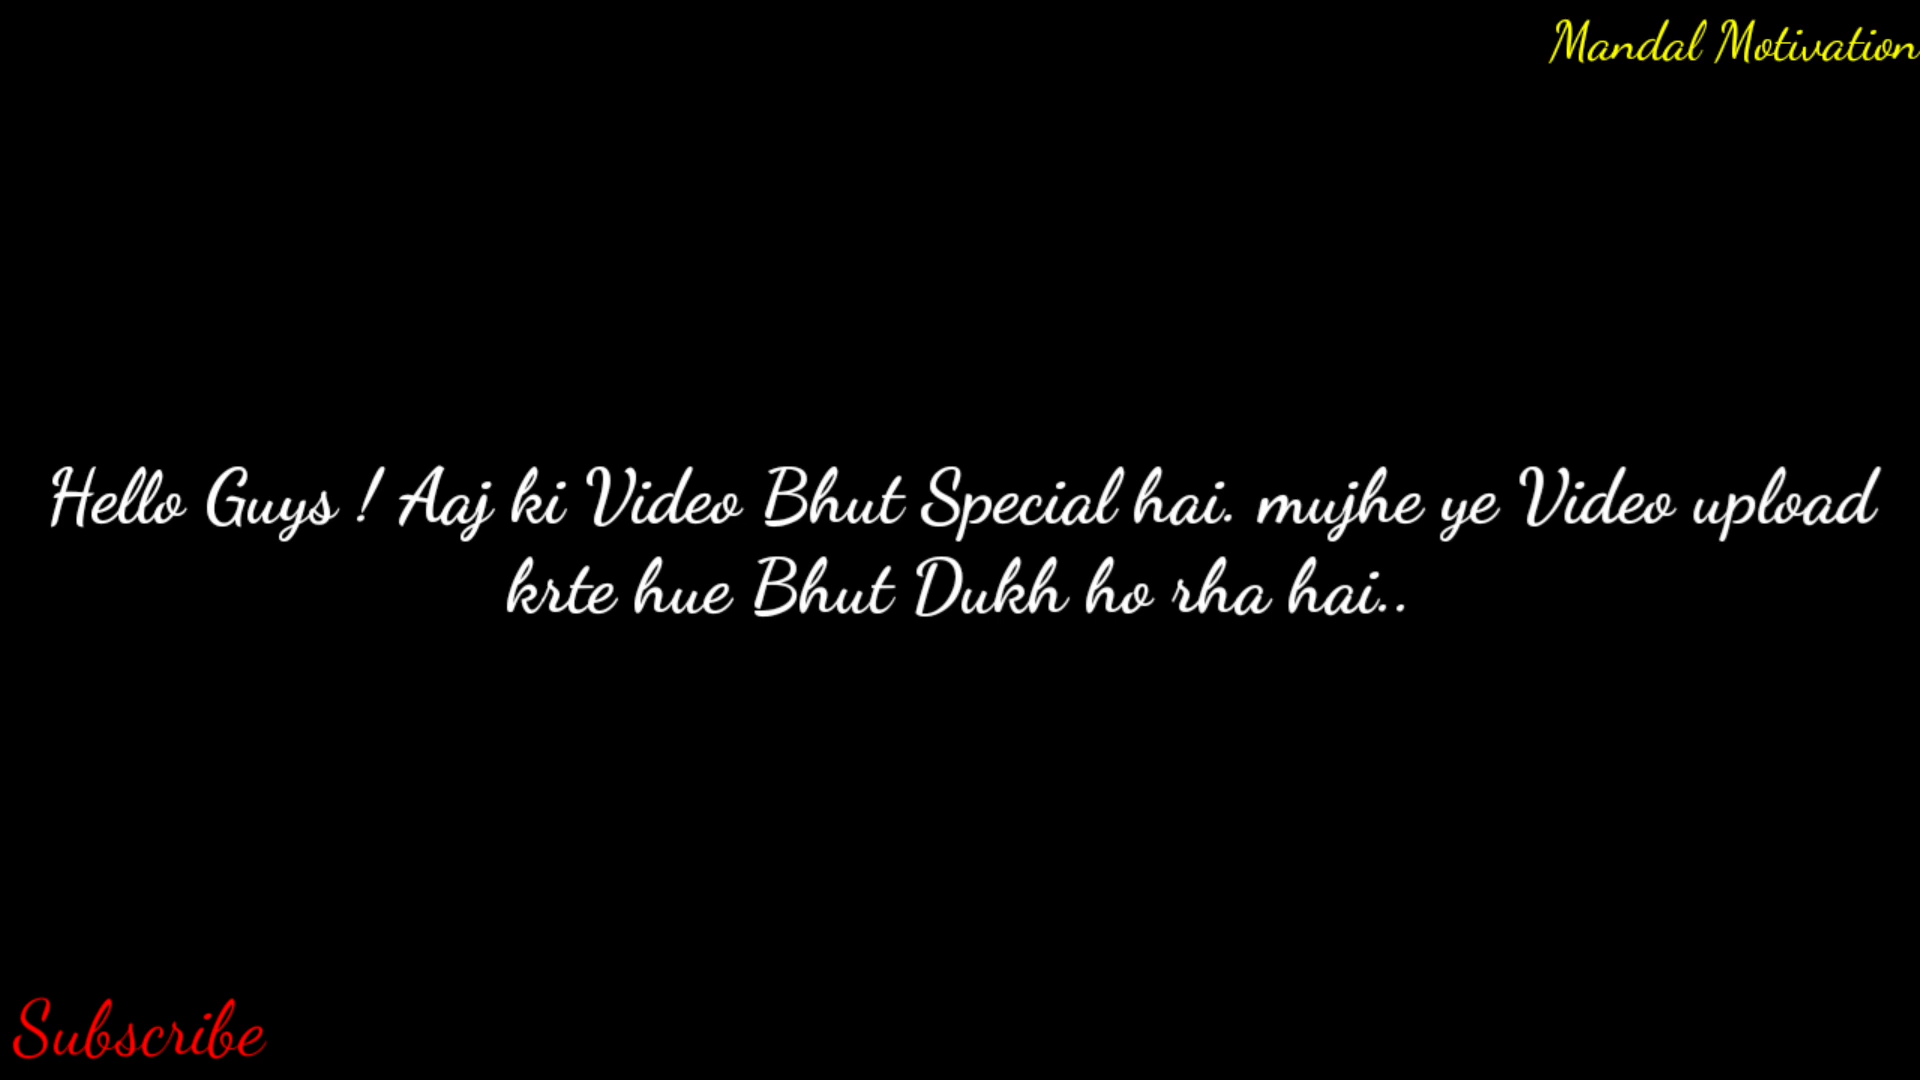 Mandal Motivation
Hello Guys ! Aaj ki Video Bhut Special hai. mujhe ye Video upload
krte hue Bhut Dukh ho rha hai..
Subscribe